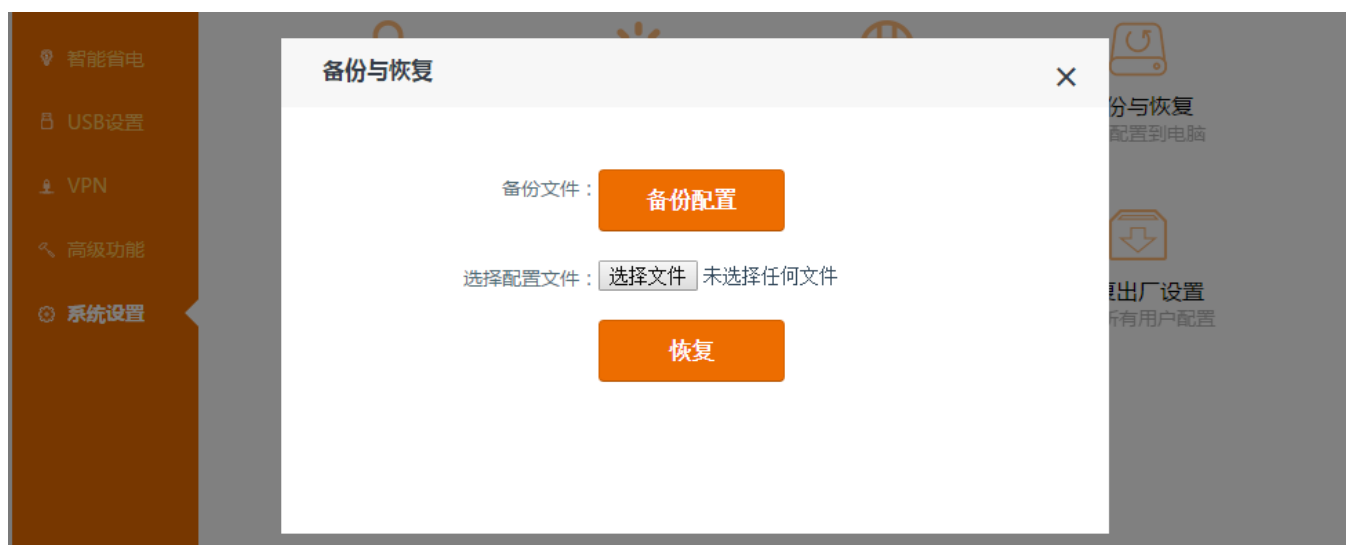 智能省电
USB设置
VPN
高级功能
系统设置
备份与恢复
份与恢复
配置到电脑
备份文件：
备份配置
选择配置文件：
选择文件 未选择任何文件
恢复
出厂设置
所有用户配置